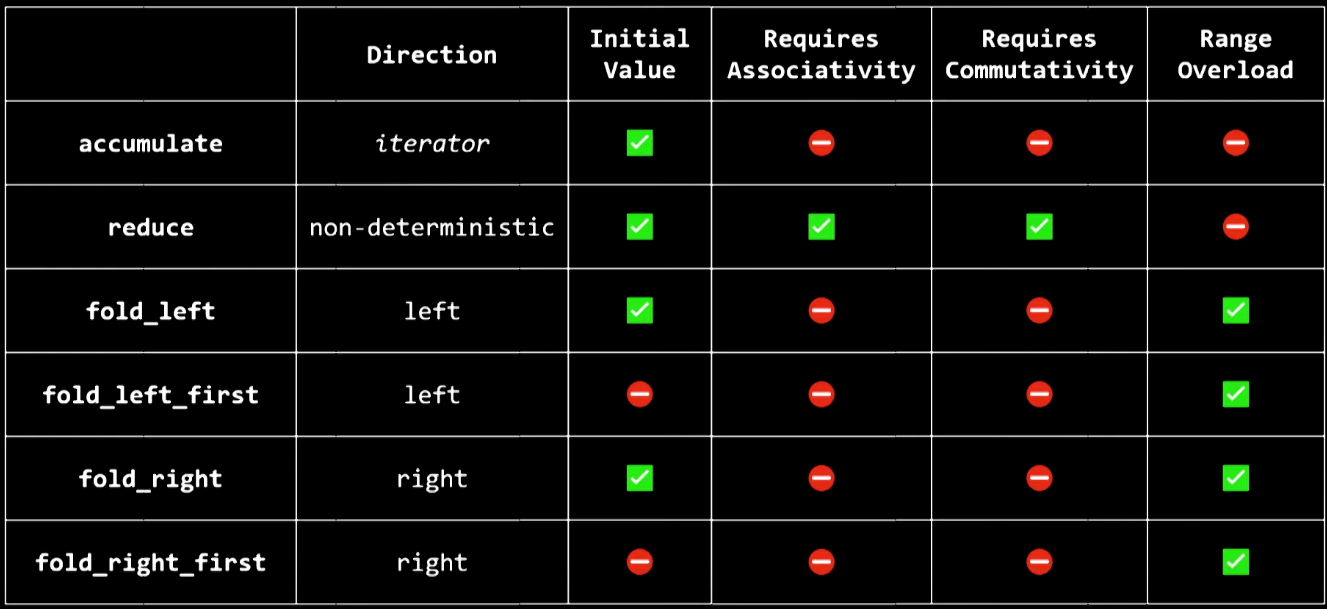 Direction
Initial
Value
Requires
Associativity
Requires
Commutativity
Range
Overload
accumulate
iterator
reduce
non-deterministic
fold_left
left
fold_left_first
left
fold_right
right
fold_right_first
right